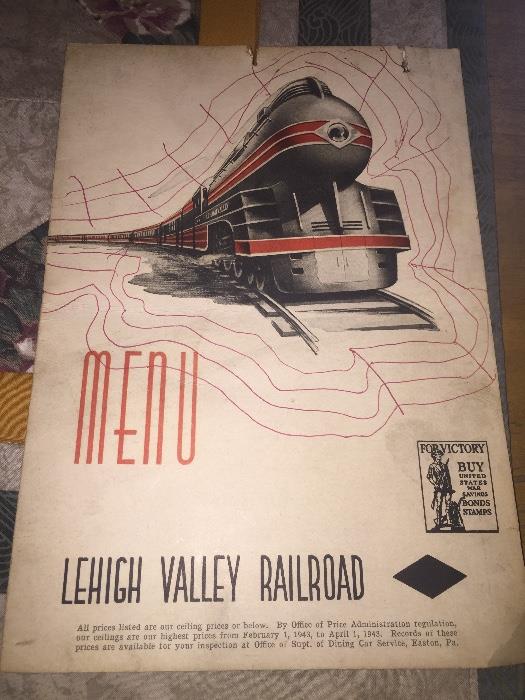 MENU
FOR VICTORY
BUY
UNITED
STATES
WAR
SAVINGS
BONDS
STAMPS
LEHIGH VALLEY RAILROAD
All prices listed are our ceiling prices or below. By Office of Price Administration regulation,
our ceilings are our highest prices from February 1, 1943, to April 1, 1943. Records of these
prices are available for your inspection at Office of Supt. of Dining Car Service, Easton, Pa.